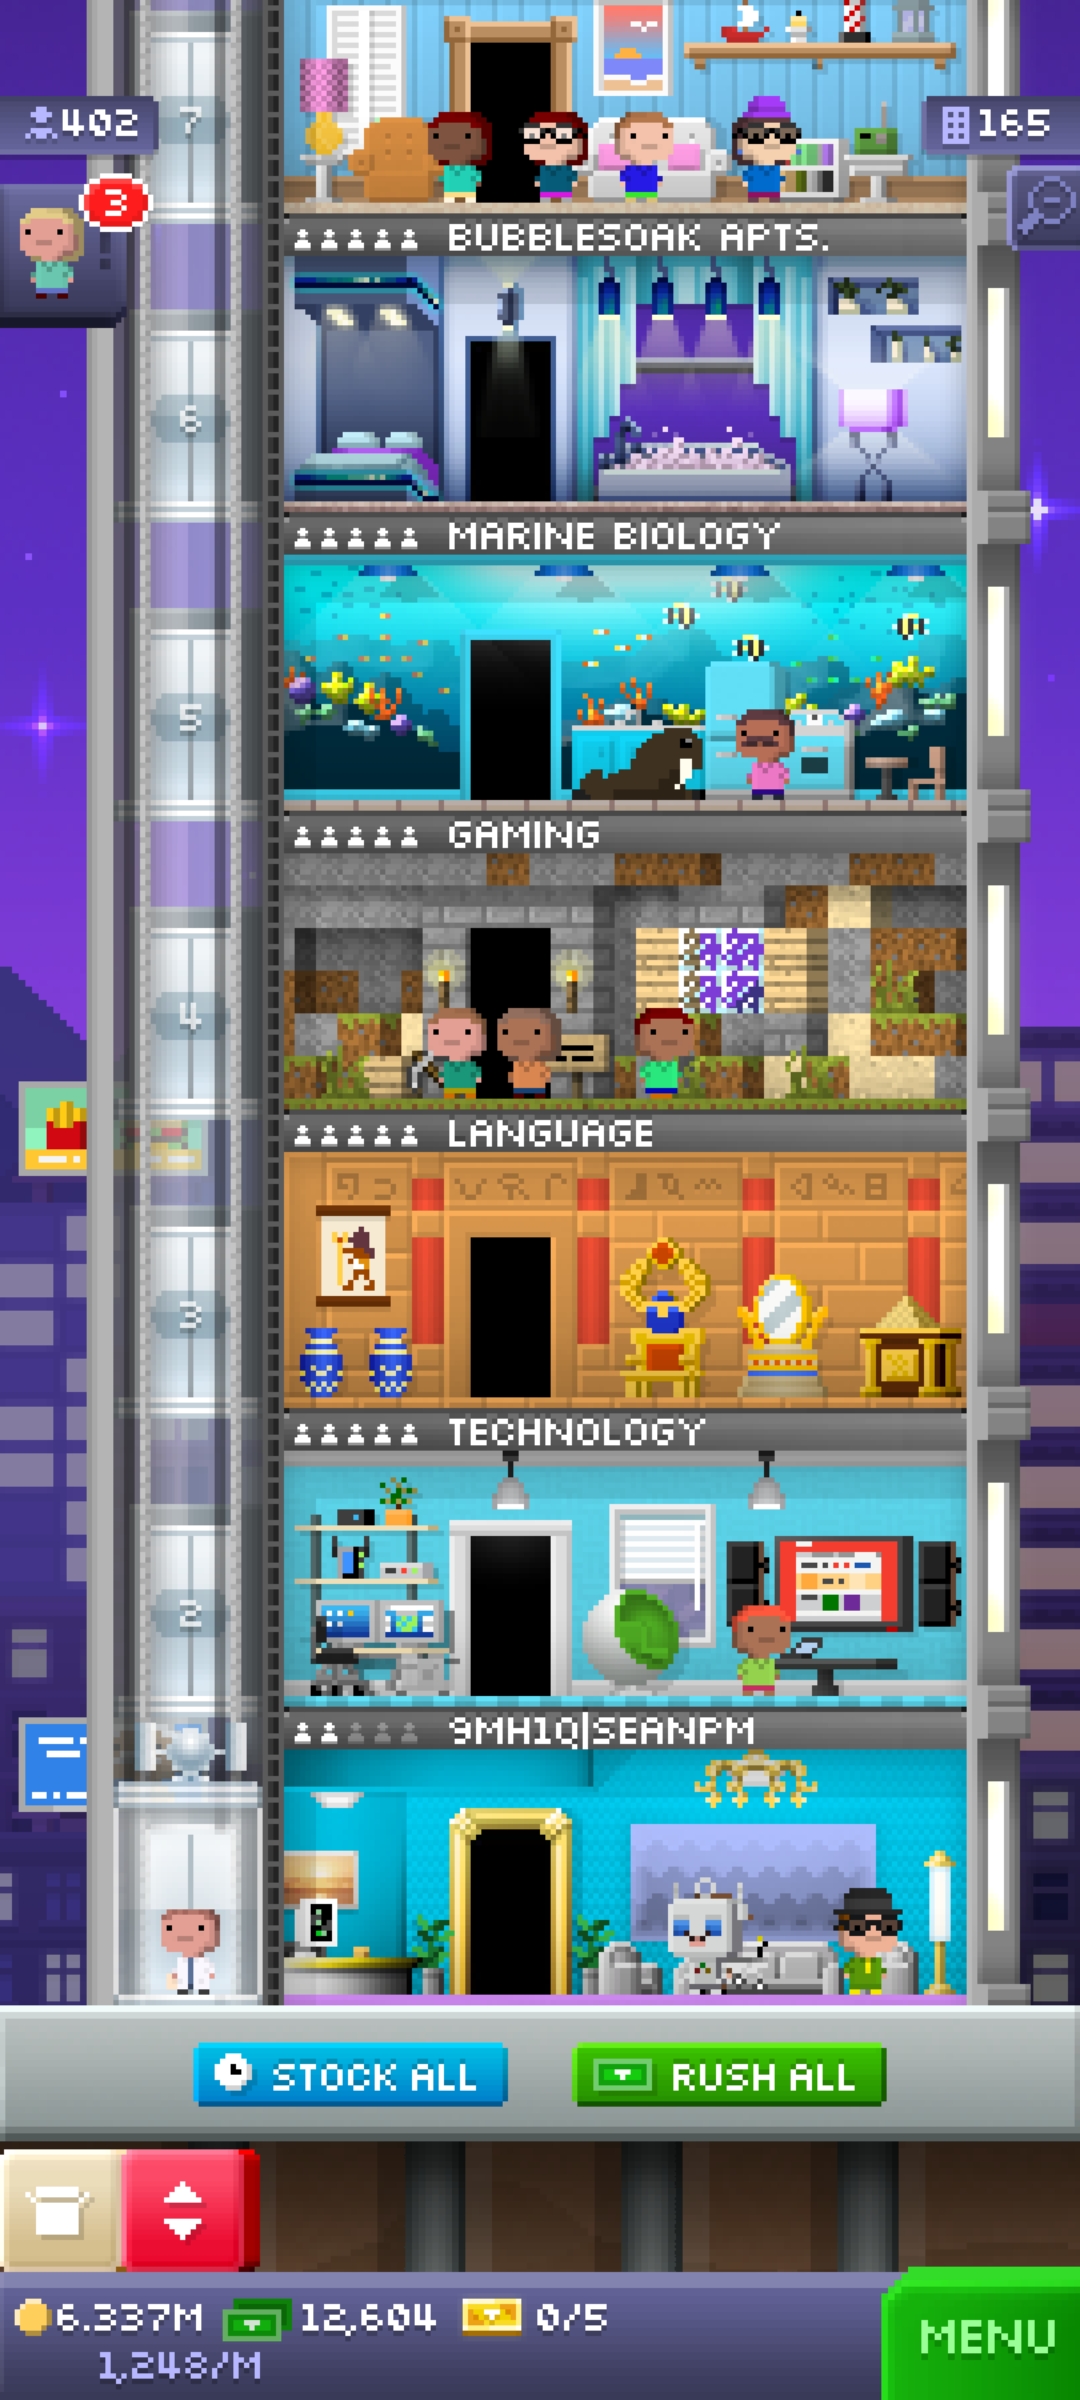 7
402
165
3
BUBBLESOAK APTS.
6
MARINE BIOLOGY
5
GAMING
4
LANGUAGE
3
TECHNOLOGY
2
9MH1Q|SEANPM
STOCK ALL
RUSH ALL
6.337M
12,604
0/5
MENU
1,248/M